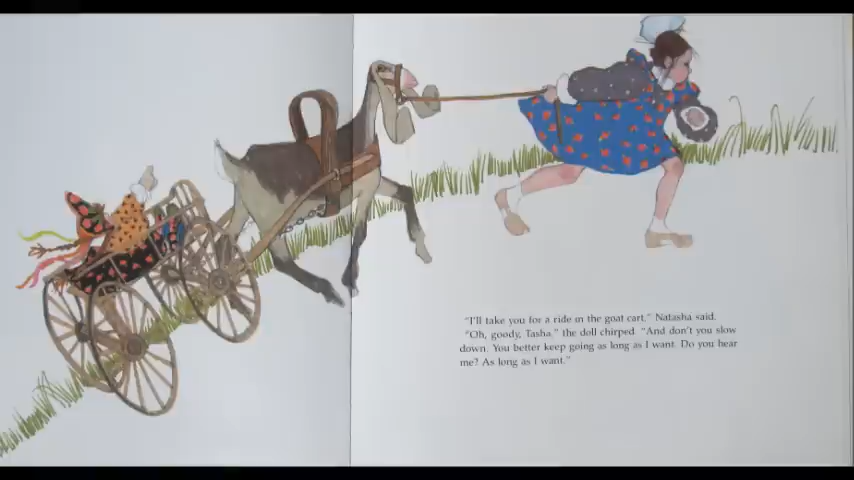 "I'll take you for a ride in the goat cart," Natasha said.
"Oh, goody, Tasha," the doll chirped. "And don't you slow
down. You better keep going as long as I want. Do you hear
me? As long as I want."